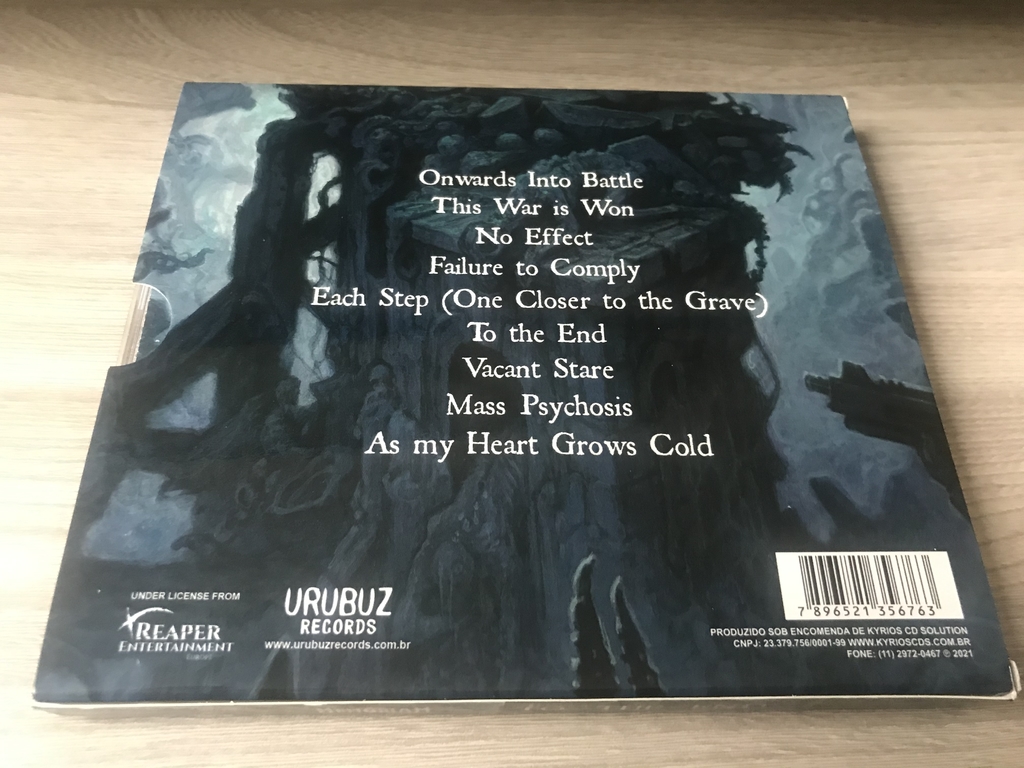 Onwards Into Battle
This War is Won
No Effect
Failure to Comply
Each Step (One Closer to the Grave)
To the End
Vacant Stare
Mass Psychosis
As my Heart Grows Cold
UNDER LICENSE FROM
REAPER
ENTERTAINMENT
URUBUZ
RECORDS
www.urubuzrecords.com.br
7 896521 356763
PRODUZIDO SOB ENCOMENDA DE KYRIOS CD SOLUTION
CNPJ: 23.379.756/0001-99 WWW.KYRIOSCDS.COM.BR
FONE: (11) 2972-0467 ℗ 2021